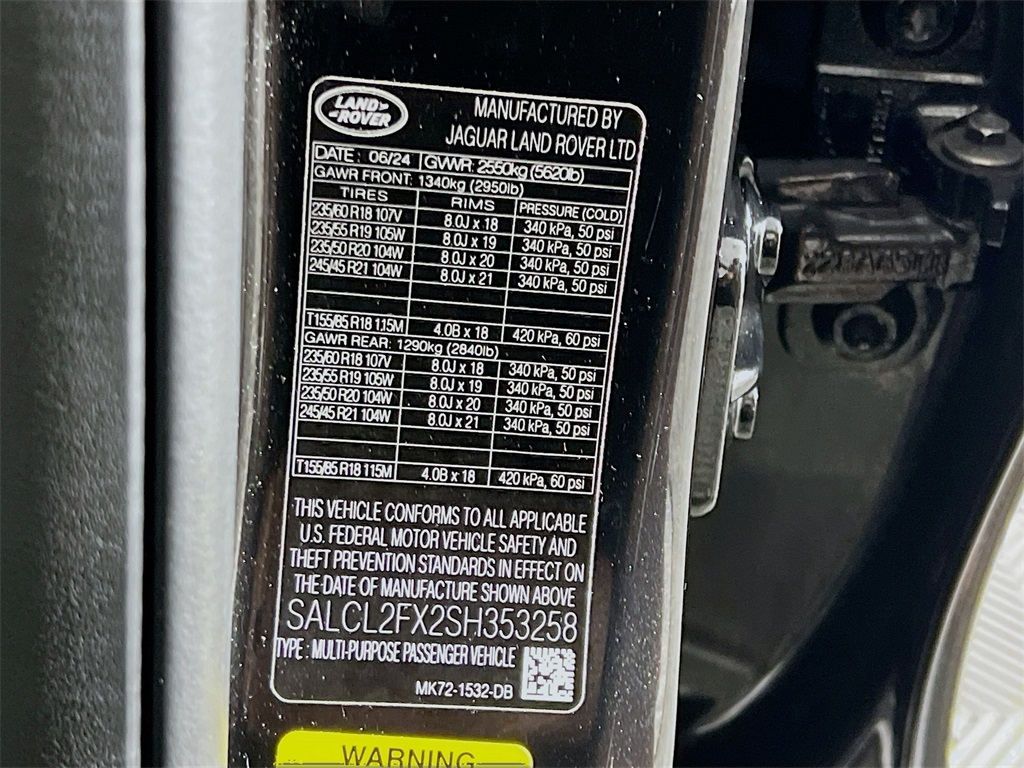 LAND ROVER
MANUFACTURED BY
JAGUAR LAND ROVER LTD
DATE : 06/24 GVWR: 2550kg (5620lb)
GAWR FRONT: 1340kg (2950lb)
TIRES RIMS PRESSURE (COLD)
235/60 R18 107V 8.0J x 18 340 kPa, 50 psi
235/55 R19 105W 8.0J x 19 340 kPa, 50 psi
235/50 R20 104W 8.0J x 20 340 kPa, 50 psi
245/45 R21 104W 8.0J x 21 340 kPa, 50 psi
T155/85 R18 115M 4.0B x 18 420 kPa, 60 psi
GAWR REAR: 1290kg (2840lb)
235/60 R18 107V 8.0J x 18 340 kPa, 50 psi
235/55 R19 105W 8.0J x 19 340 kPa, 50 psi
235/50 R20 104W 8.0J x 20 340 kPa, 50 psi
245/45 R21 104W 8.0J x 21 340 kPa, 50 psi
T155/85 R18 115M 4.0B x 18 420 kPa, 60 psi
THIS VEHICLE CONFORMS TO ALL APPLICABLE
U.S. FEDERAL MOTOR VEHICLE SAFETY AND
THEFT PREVENTION STANDARDS IN EFFECT ON
THE DATE OF MANUFACTURE SHOWN ABOVE
SALCL2FX2SH353258
TYPE : MULTI-PURPOSE PASSENGER VEHICLE
MK72-1532-DB
WARNING